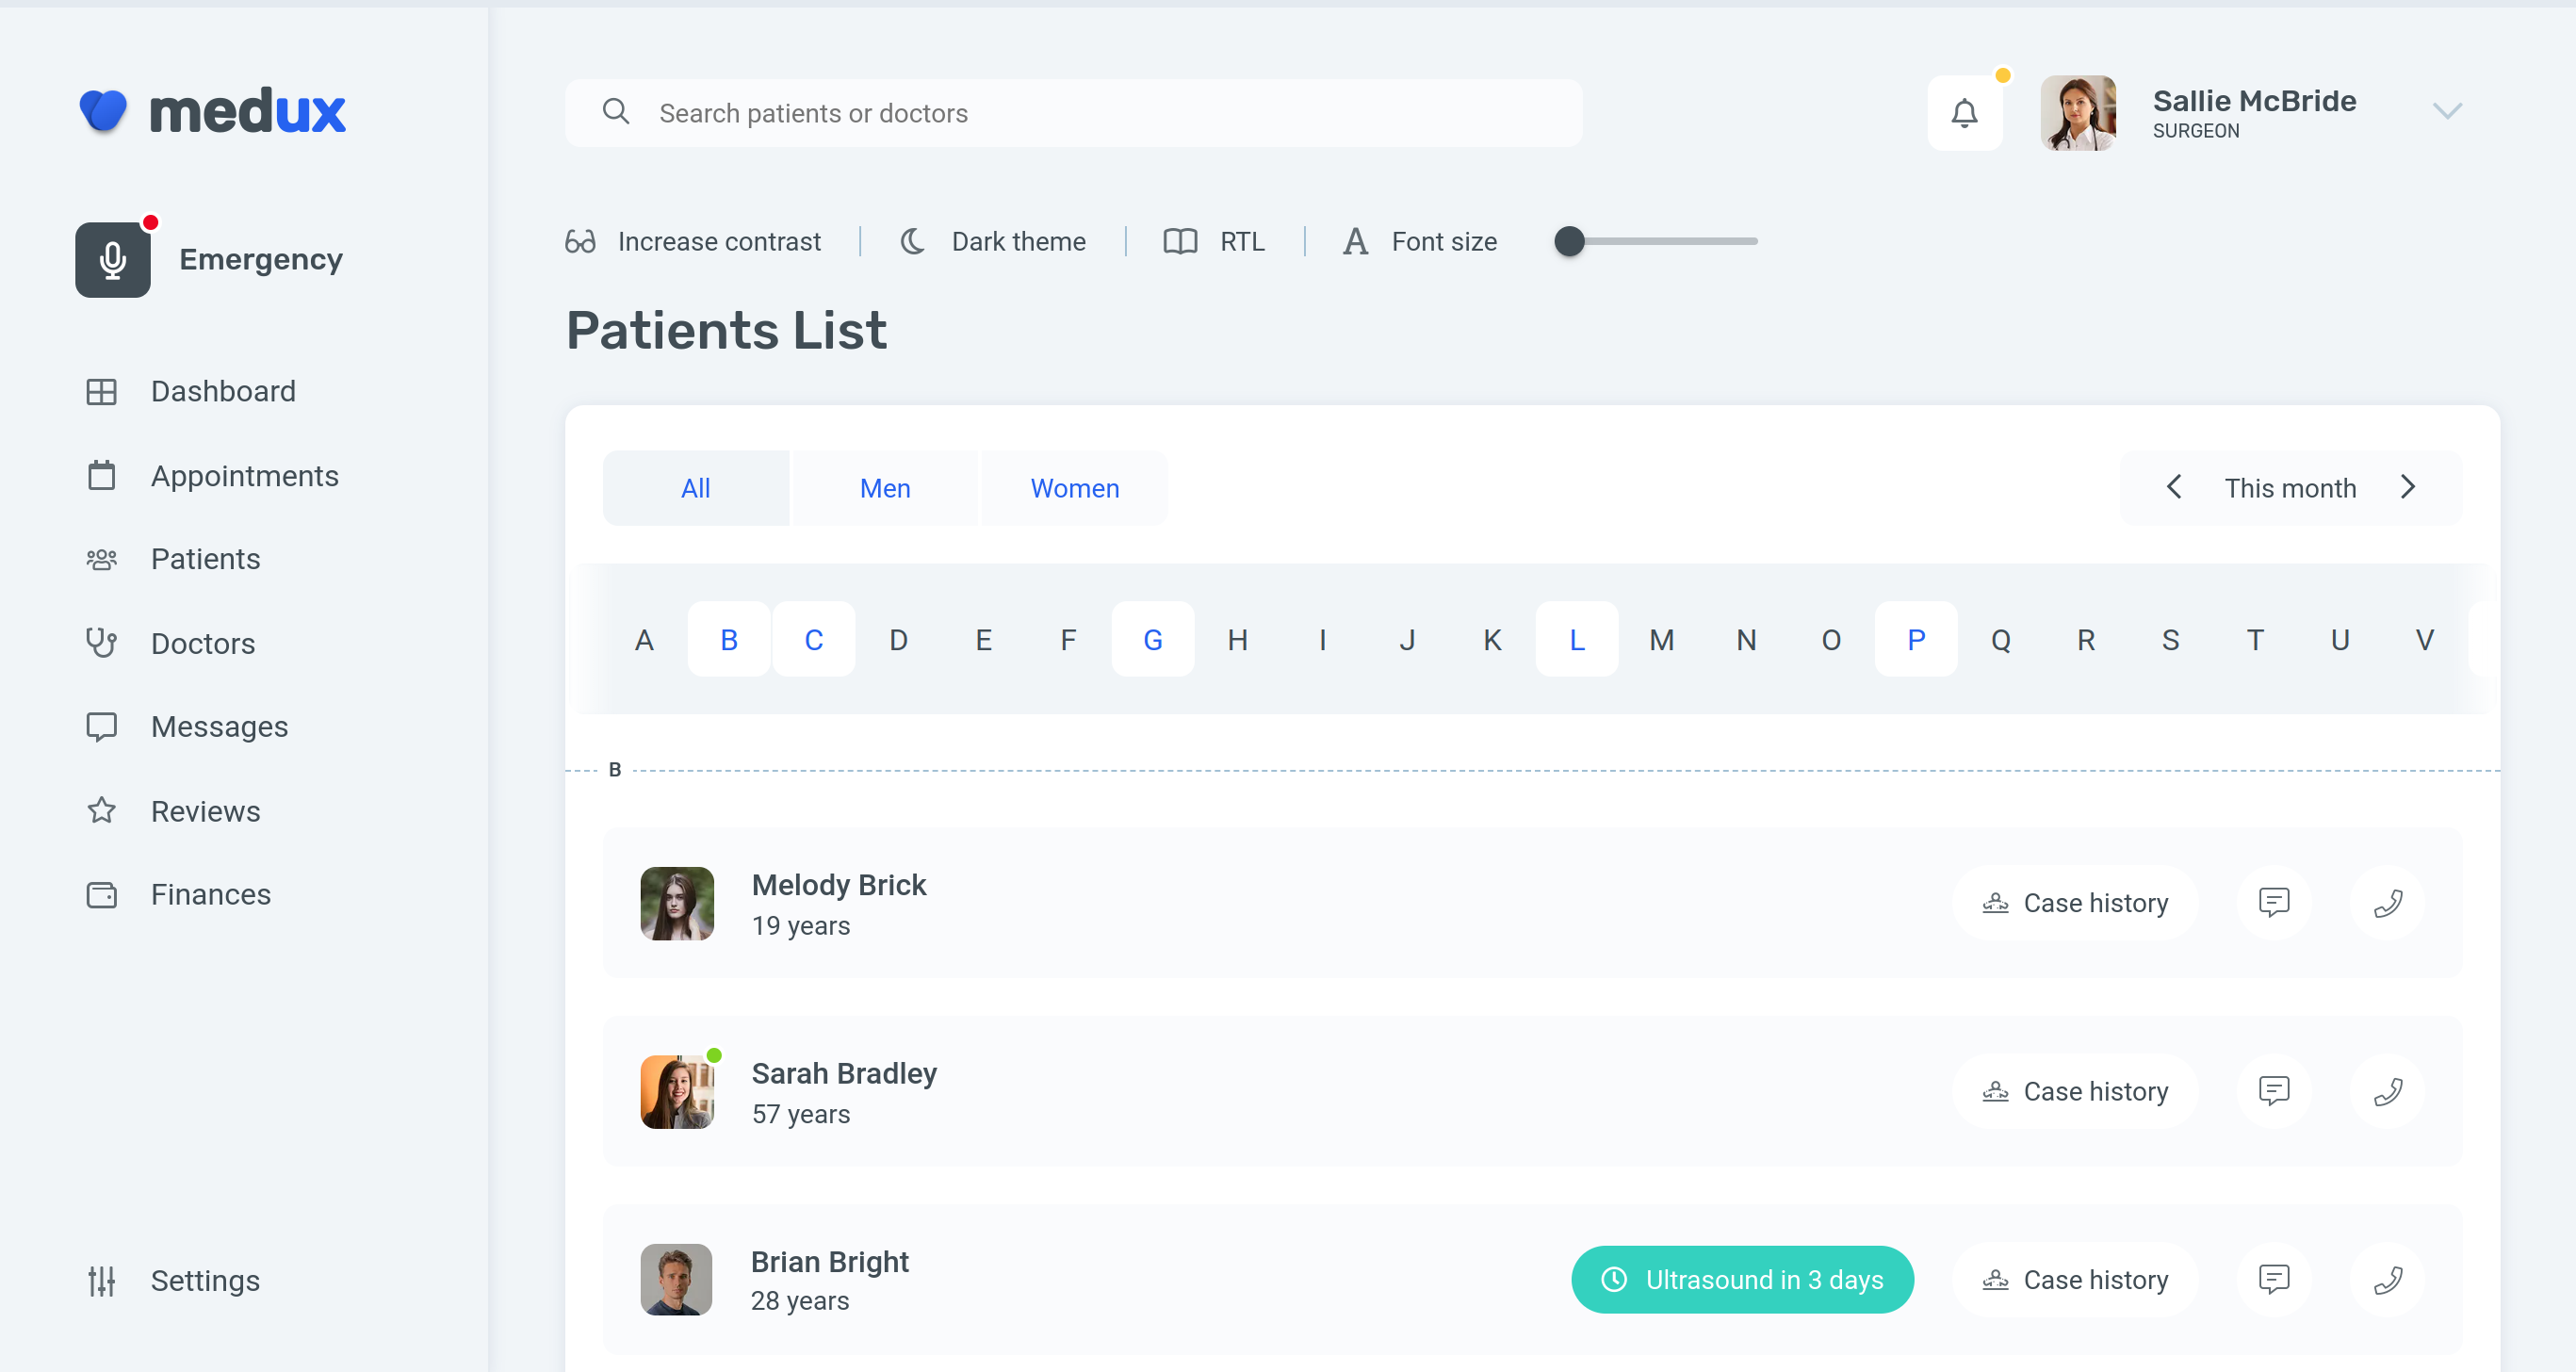 medux
Emergency
Dashboard
Appointments
Patients
Doctors
Messages
Reviews
Finances
Settings
Search patients or doctors
Sallie McBride
SURGEON
Increase contrast
Dark theme
RTL
A Font size
Patients List
All Men Women
This month
A B C D E F G H I J K L M N O P Q R S T U V
B
Melody Brick
19 years
Case history
Sarah Bradley
57 years
Case history
Brian Bright
28 years
Ultrasound in 3 days
Case history